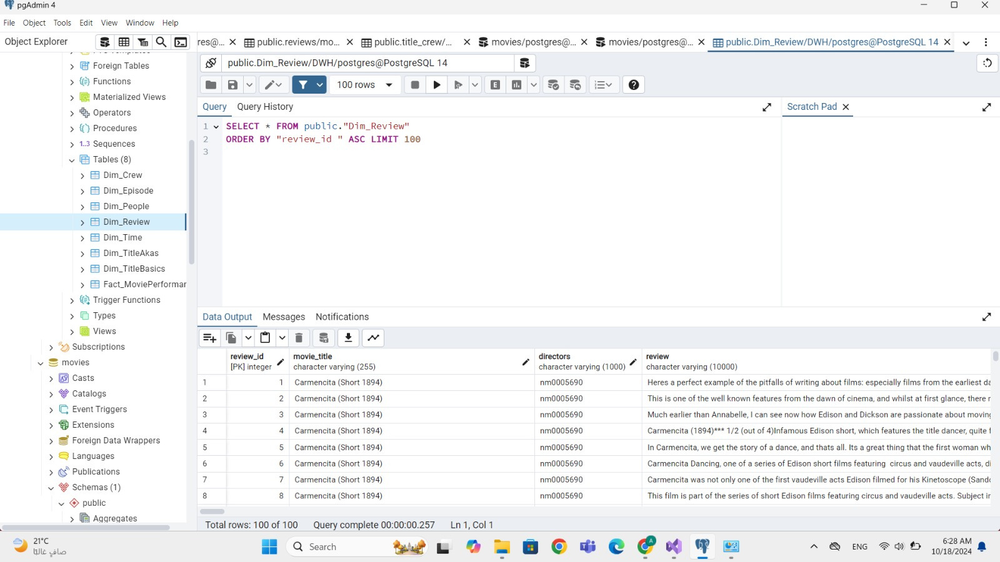 pgAdmin 4
File Object Tools Edit View Window Help
Object Explorer
res@... public.reviews/mo... public.title_crew/... movies/postgres@... movies/postgres@... public.Dim_Review/DWH/postgres@PostgreSQL 14
public.Dim_Review/DWH/postgres@PostgreSQL 14
100 rows
E
Query Query History
Scratch Pad
1 SELECT * FROM public."Dim_Review"
2 ORDER BY "review_id " ASC LIMIT 100
3
Foreign Tables
Functions
Materialized Views
Operators
Procedures
1..3 Sequences
Tables (8)
Dim_Crew
Dim_Episode
Dim_People
Dim_Review
Dim_Time
Dim_TitleAkas
Dim_TitleBasics
Fact_MoviePerformar
Trigger Functions
Types
Views
Subscriptions
movies
Casts
Catalogs
Event Triggers
Extensions
Foreign Data Wrappers
Languages
Publications
Schemas (1)
public
Aggregates
Data Output Messages Notifications
review_id movie_title directors review
[PK] integer character varying (255) character varying (1000) character varying (10000)
1 1 Carmencita (Short 1894) nm0005690 Heres a perfect example of the pitfalls of writing about films: especially films from the earliest da
2 2 Carmencita (Short 1894) nm0005690 This is one of the well known features from the dawn of cinema, and whilst at first glance, there r
3 3 Carmencita (Short 1894) nm0005690 Much earlier than Annabelle, I can see now how Edison and Dickson are passionate about moving
4 4 Carmencita (Short 1894) nm0005690 Carmencita (1894)*** 1/2 (out of 4)Infamous Edison short, which features the title dancer, quite f
5 5 Carmencita (Short 1894) nm0005690 In Carmencita, we get the story of a dance, and thats all. Its a great thing that the first woman wh
6 6 Carmencita (Short 1894) nm0005690 Carmencita Dancing, one of a series of Edison short films featuring circus and vaudeville acts, di
7 7 Carmencita (Short 1894) nm0005690 Carmencita was not only one of the first vaudeville acts Edison filmed for his Kinetoscope (Sando
8 8 Carmencita (Short 1894) nm0005690 This film is part of the series of short Edison films featuring circus and vaudeville acts. Subject ir
Total rows: 100 of 100 Query complete 00:00:00.257 Ln 1, Col 1
21°C
صافٍ غالبًا
Search
ENG
6:28 AM
10/18/2024